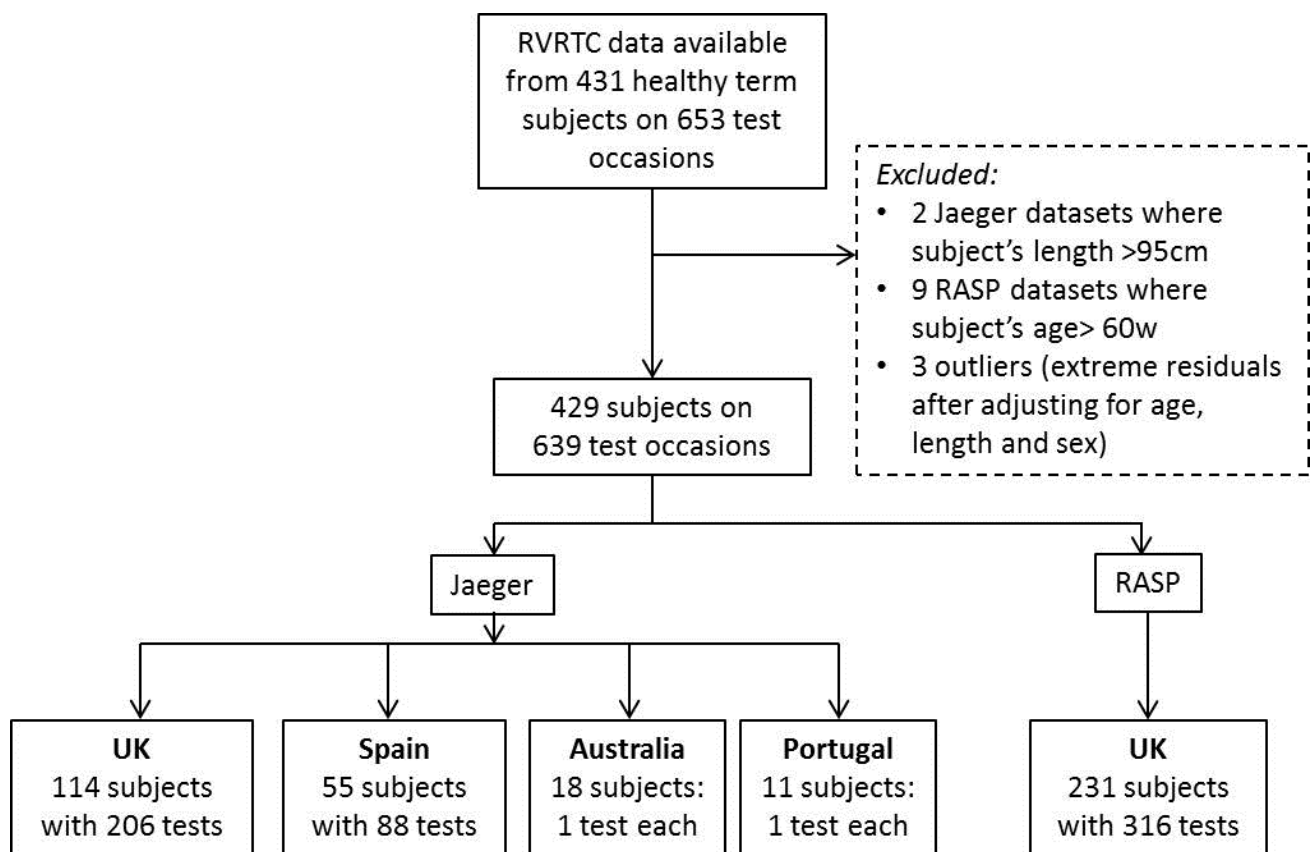 RVRTC data available
from 431 healthy term
subjects on 653 test
occasions
Excluded:
• 2 Jaeger datasets where
subject’s length >95cm
• 9 RASP datasets where
subject’s age> 60w
• 3 outliers (extreme residuals
after adjusting for age,
length and sex)
429 subjects on
639 test occasions
Jaeger
RASP
UK
114 subjects
with 206 tests
Spain
55 subjects
with 88 tests
Australia
18 subjects:
1 test each
Portugal
11 subjects:
1 test each
UK
231 subjects
with 316 tests